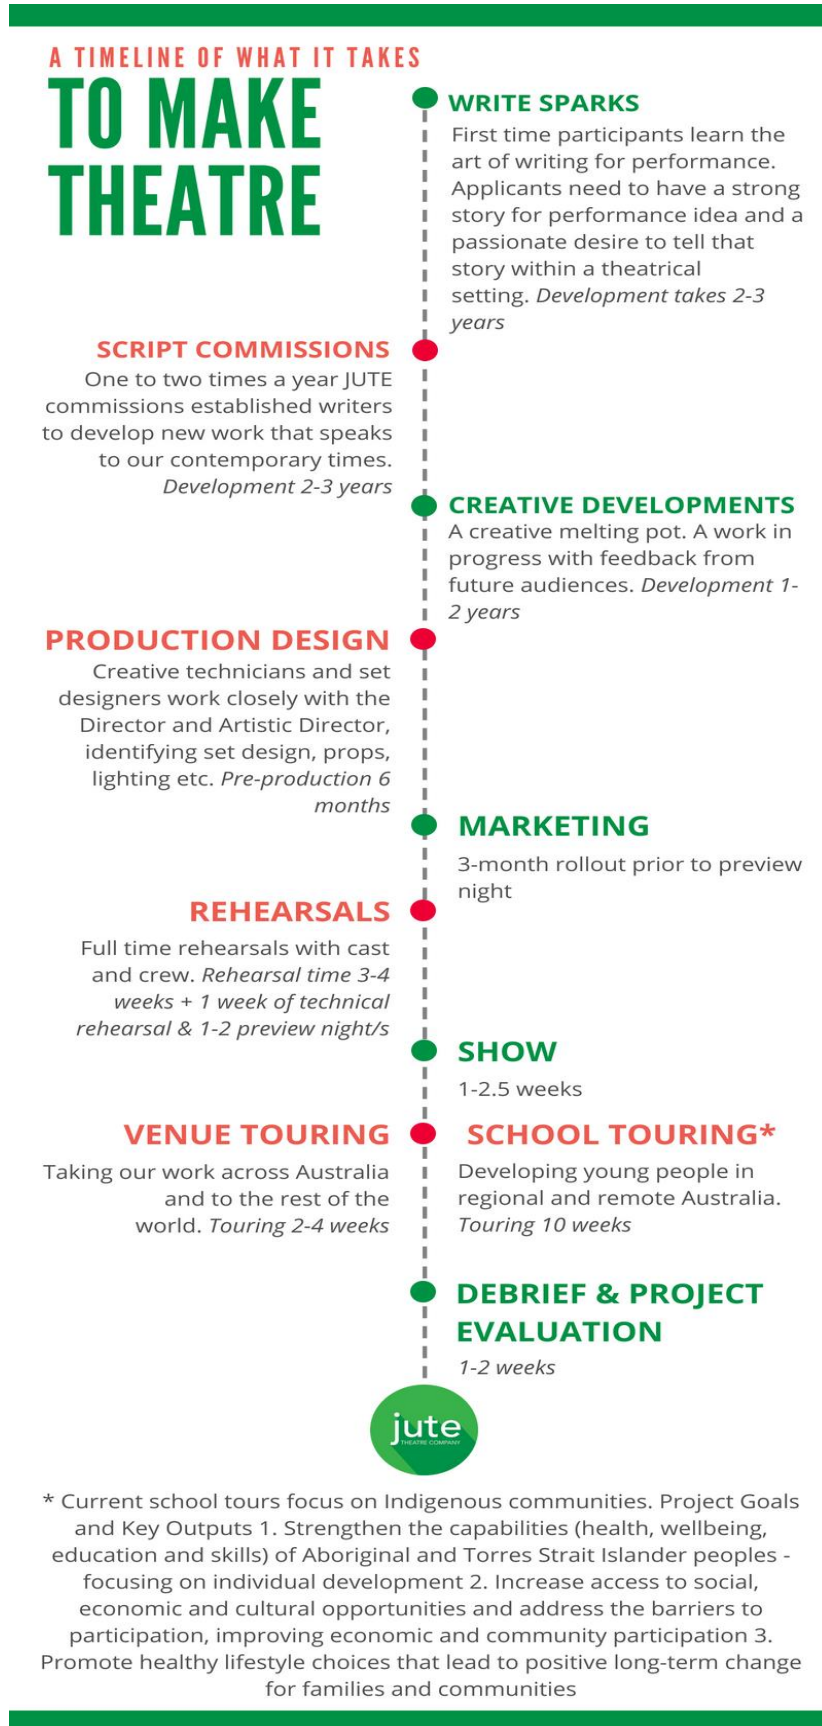 A TIMELINE OF WHAT IT TAKES
TO MAKE
THEATRE
WRITE SPARKS
First time participants learn the
art of writing for performance.
Applicants need to have a strong
story for performance idea and a
passionate desire to tell that
story within a theatrical
setting. Development takes 2-3
years
SCRIPT COMMISSIONS
One to two times a year JUTE
commissions established writers
to develop new work that speaks
to our contemporary times.
Development 2-3 years
CREATIVE DEVELOPMENTS
A creative melting pot. A work in
progress with feedback from
future audiences. Development 1-
2 years
PRODUCTION DESIGN
Creative technicians and set
designers work closely with the
Director and Artistic Director,
identifying set design, props,
lighting etc. Pre-production 6
months
MARKETING
3-month rollout prior to preview
night
REHEARSALS
Full time rehearsals with cast
and crew. Rehearsal time 3-4
weeks + 1 week of technical
rehearsal & 1-2 preview night/s
SHOW
1-2.5 weeks
VENUE TOURING
Taking our work across Australia
and to the rest of the
world. Touring 2-4 weeks
SCHOOL TOURING*
Developing young people in
regional and remote Australia.
Touring 10 weeks
DEBRIEF & PROJECT
EVALUATION
1-2 weeks
jute
THEATRE COMPANY
* Current school tours focus on Indigenous communities. Project Goals
and Key Outputs 1. Strengthen the capabilities (health, wellbeing,
education and skills) of Aboriginal and Torres Strait Islander peoples -
focusing on individual development 2. Increase access to social,
economic and cultural opportunities and address the barriers to
participation, improving economic and community participation 3.
Promote healthy lifestyle choices that lead to positive long-term change
for families and communities